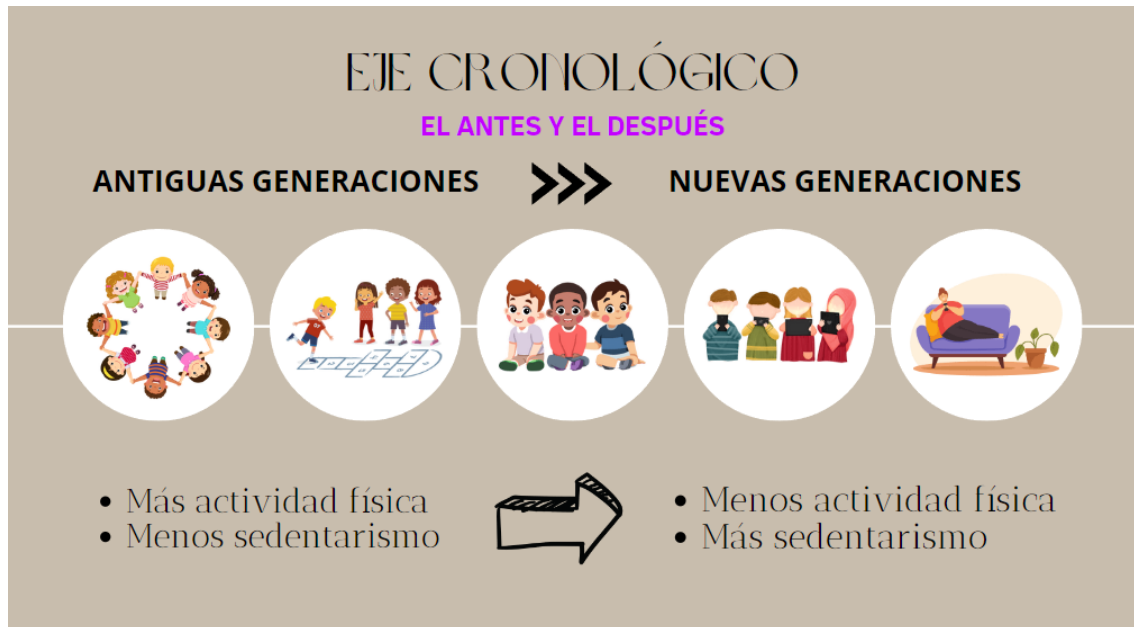 EJE CRONOLÓGICO
EL ANTES Y EL DESPUÉS
ANTIGUAS GENERACIONES
NUEVAS GENERACIONES
• Más actividad física
• Menos sedentarismo
• Menos actividad física
• Más sedentarismo